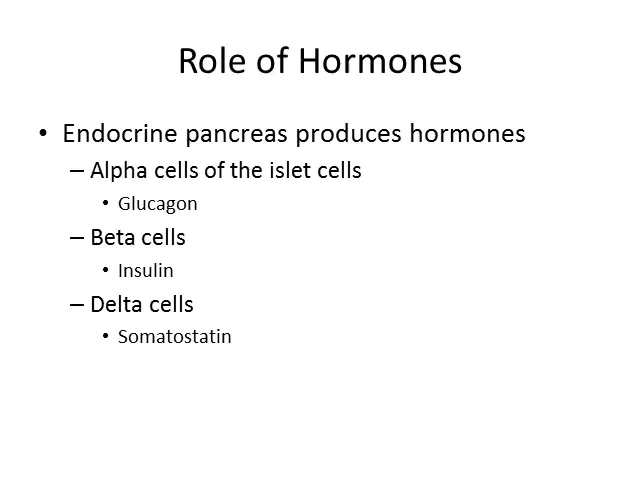 Role of Hormones
• Endocrine pancreas produces hormones
– Alpha cells of the islet cells
• Glucagon
– Beta cells
• Insulin
– Delta cells
• Somatostatin